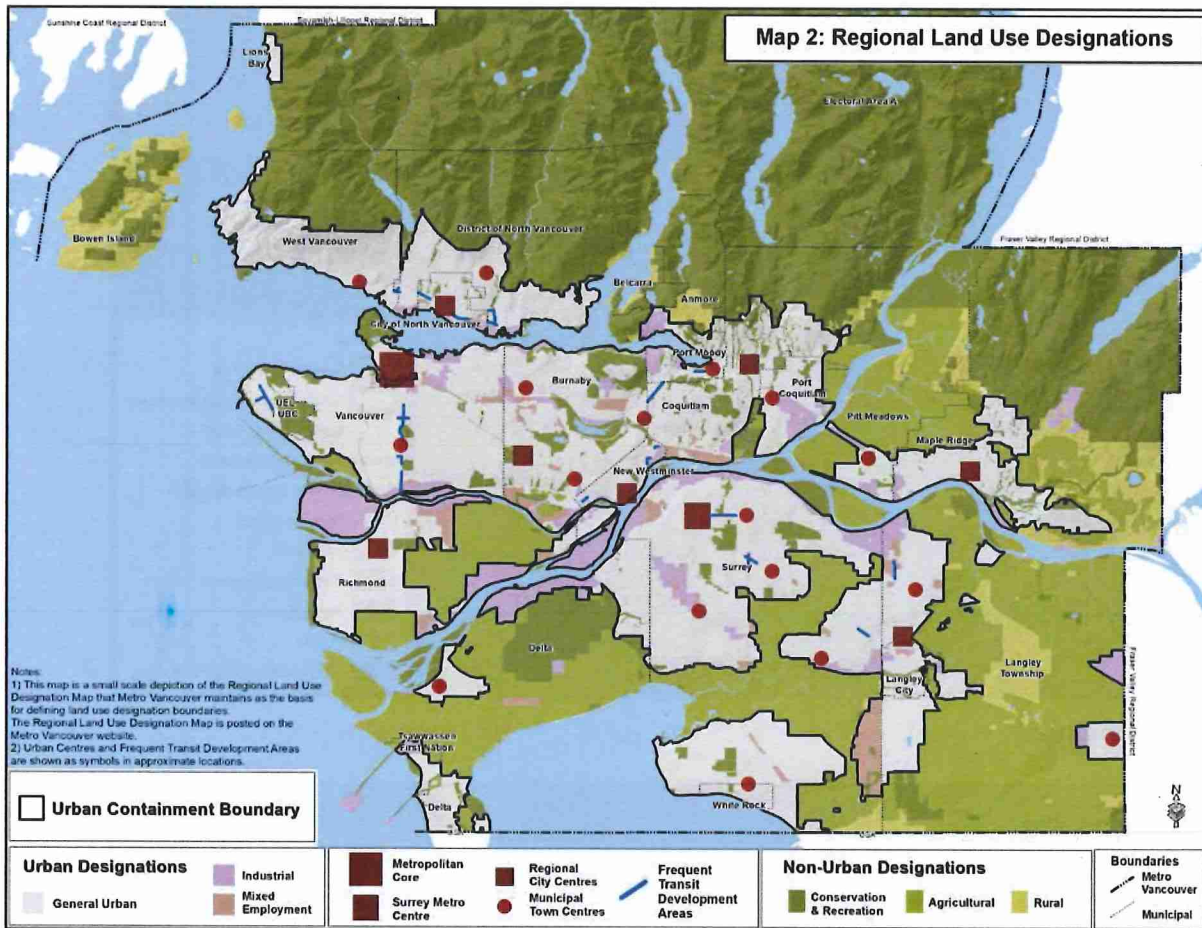 Sunshine Coast Regional District
Squamish-Lillooet Regional District
Map 2: Regional Land Use Designations
Lions
Bay
Electoral Area A
Bowen Island
West Vancouver
District of North Vancouver
Fraser Valley Regional District
Belcarra
Anmore
City of North Vancouver
Port Moody
Burnaby
Port
Coquitlam
UEL
UBC
Vancouver
Coquitlam
Pitt Meadows
Maple Ridge
New Westminster
Richmond
Surrey
Delta
Langley
Township
Langley
City
Fraser Valley Regional District
Notes:
1) This map is a small scale depiction of the Regional Land Use
Designation Map that Metro Vancouver maintains as the basis
for defining land use designation boundaries.
The Regional Land Use Designation Map is posted on the
Metro Vancouver website.
2) Urban Centres and Frequent Transit Development Areas
are shown as symbols in approximate locations.
Tsawwassen
First Nation
Delta
White Rock
N
Urban Containment Boundary
Urban Designations
General Urban
Industrial
Mixed
Employment
Metropolitan
Core
Surrey Metro
Centre
Regional
City Centres
Municipal
Town Centres
Frequent
Transit
Development
Areas
Non-Urban Designations
Conservation
& Recreation
Agricultural
Rural
Boundaries
Metro
Vancouver
Municipal